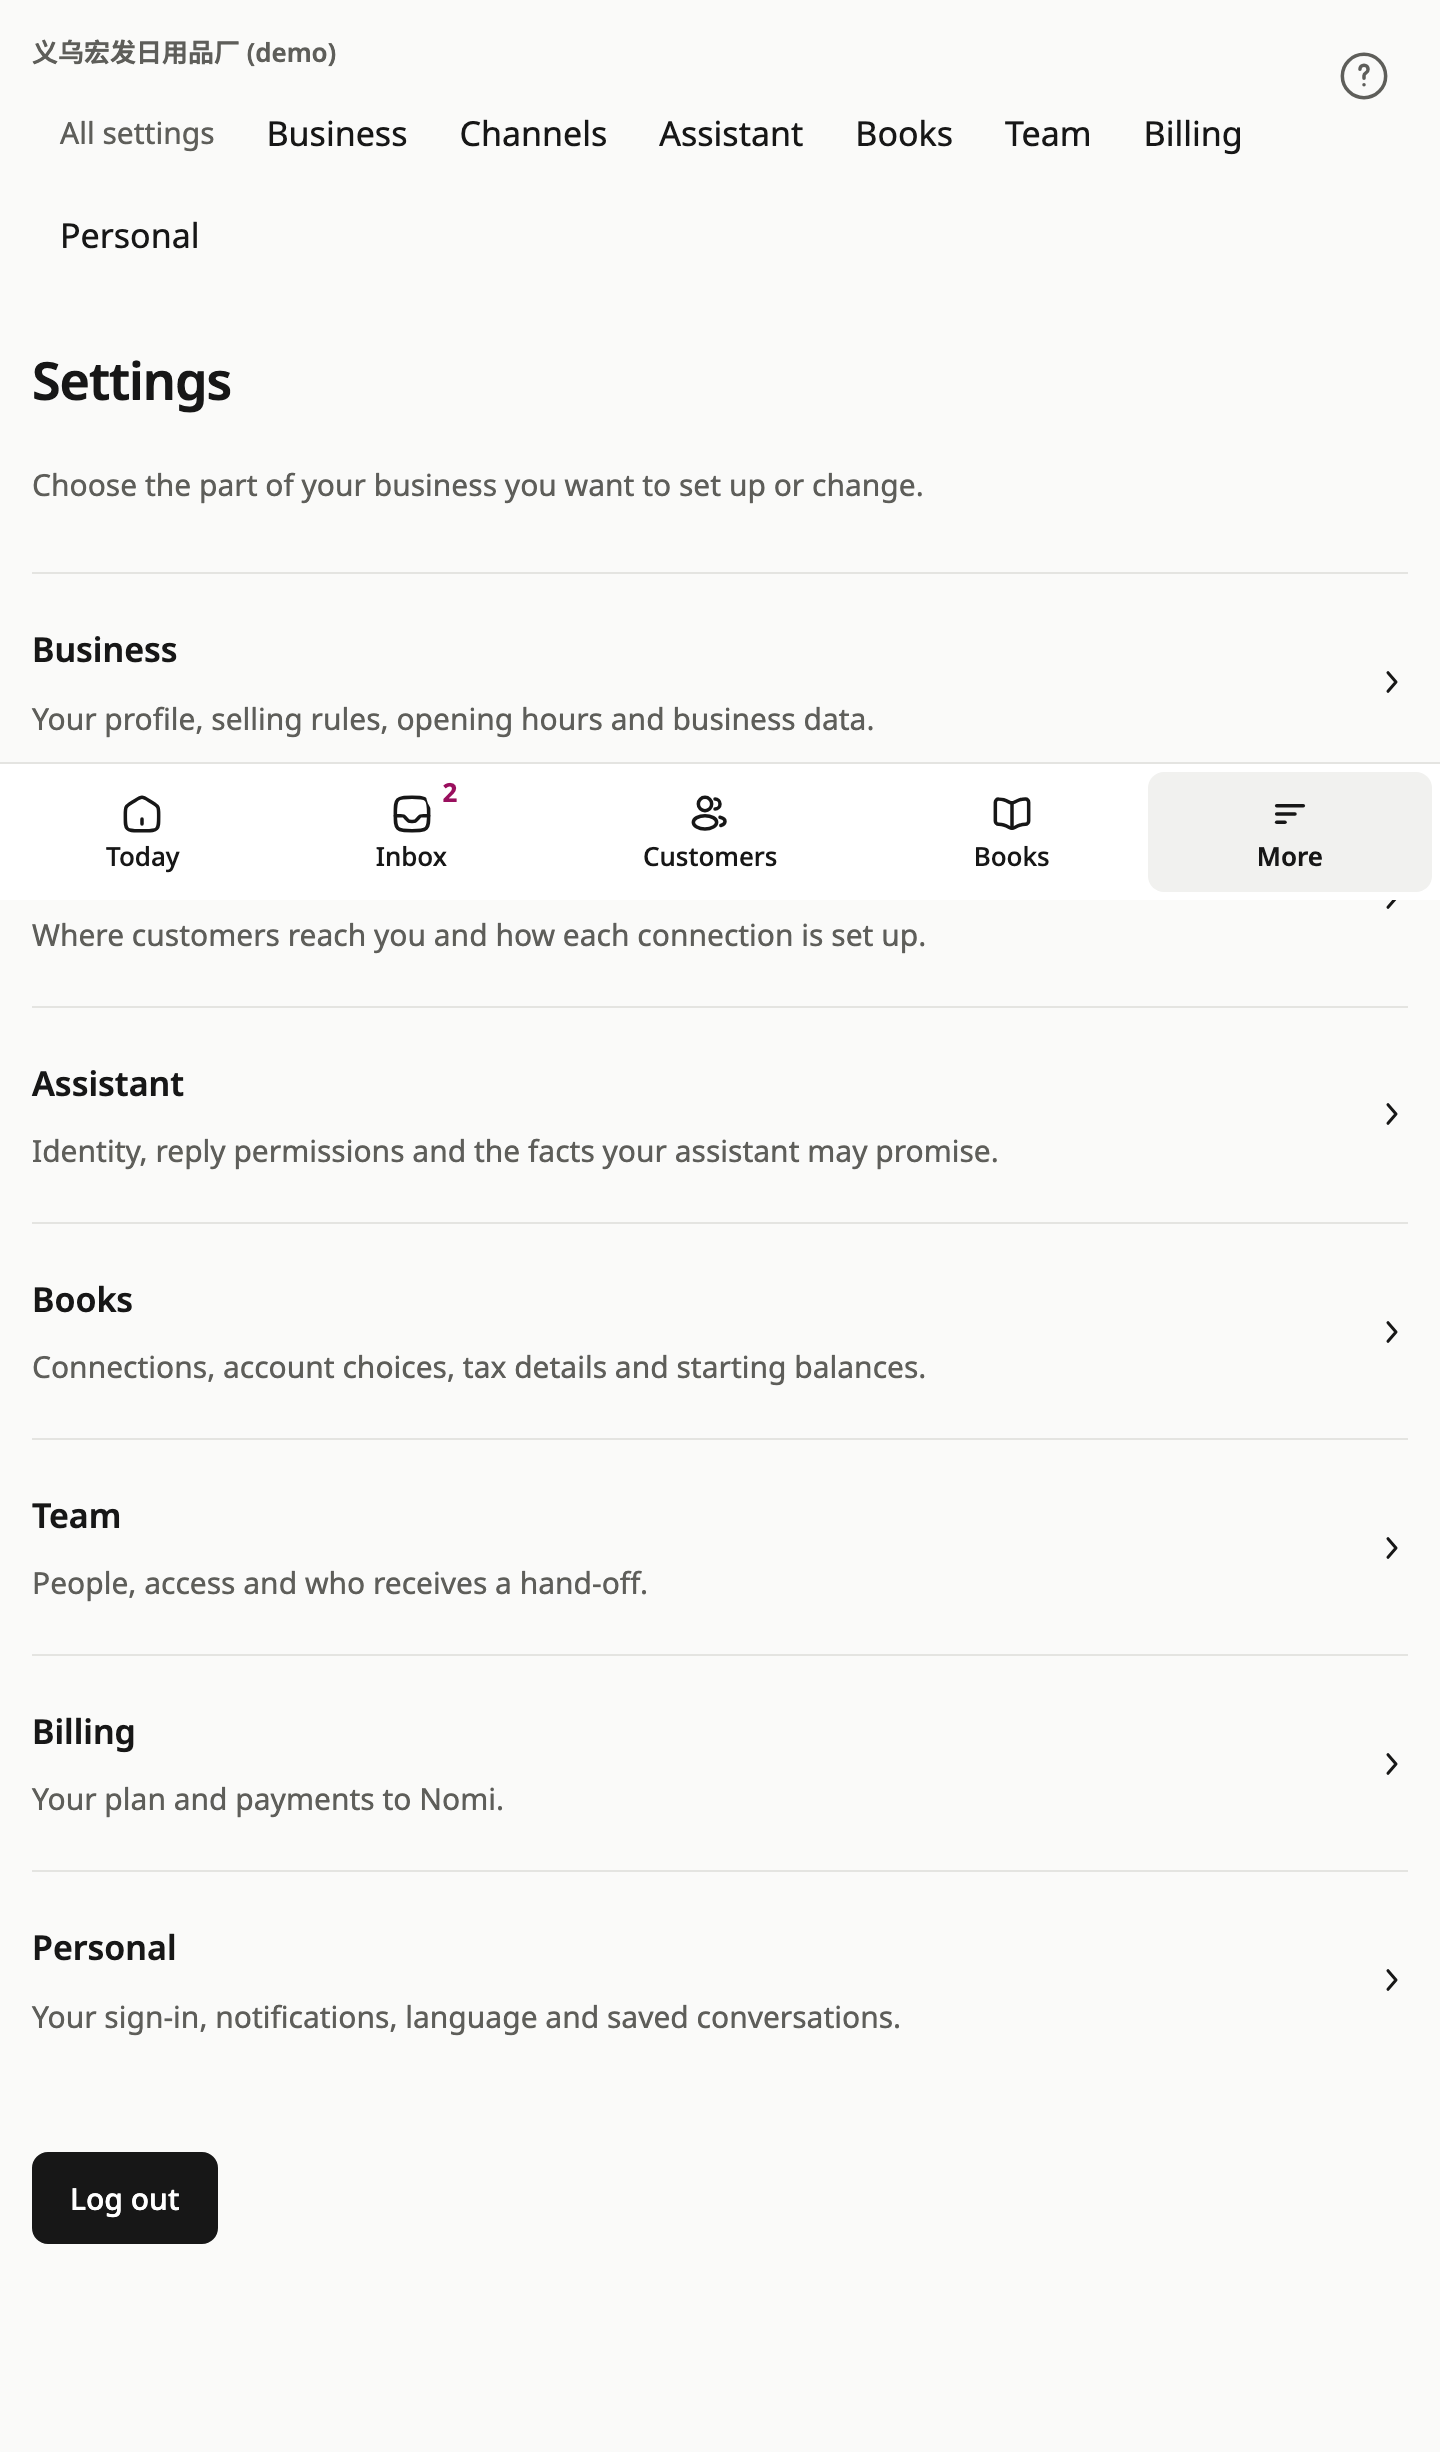 义乌宏发日用品厂 (demo)
All settings Business Channels Assistant Books Team Billing
Personal
Settings
Choose the part of your business you want to set up or change.
Business
Your profile, selling rules, opening hours and business data.
2
Today Inbox Customers Books More
Where customers reach you and how each connection is set up.
Assistant
Identity, reply permissions and the facts your assistant may promise.
Books
Connections, account choices, tax details and starting balances.
Team
People, access and who receives a hand-off.
Billing
Your plan and payments to Nomi.
Personal
Your sign-in, notifications, language and saved conversations.
Log out